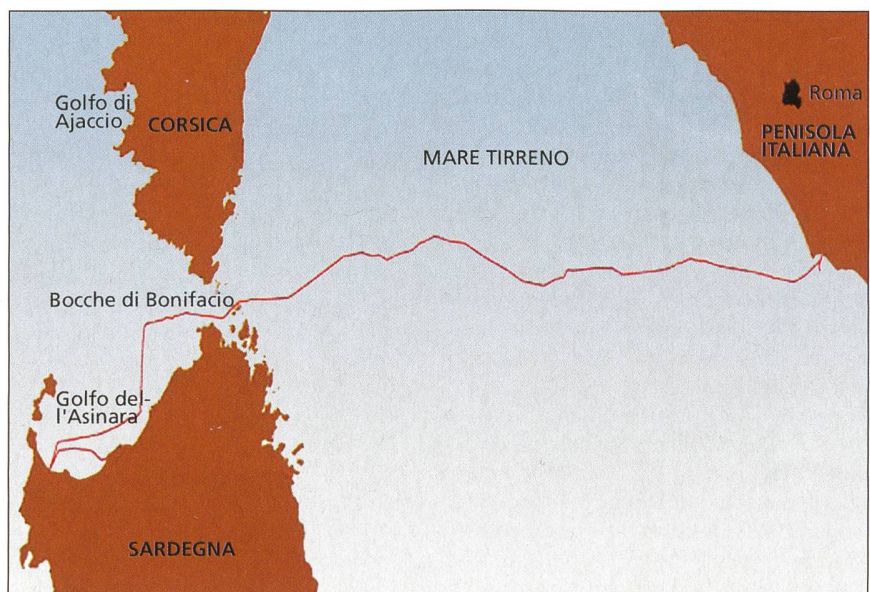 Golfo di
Ajaccio
CORSICA
Roma
PENISOLA
ITALIANA
MARE TIRRENO
Bocche di Bonifacio
Golfo del-
l'Asinara
SARDEGNA